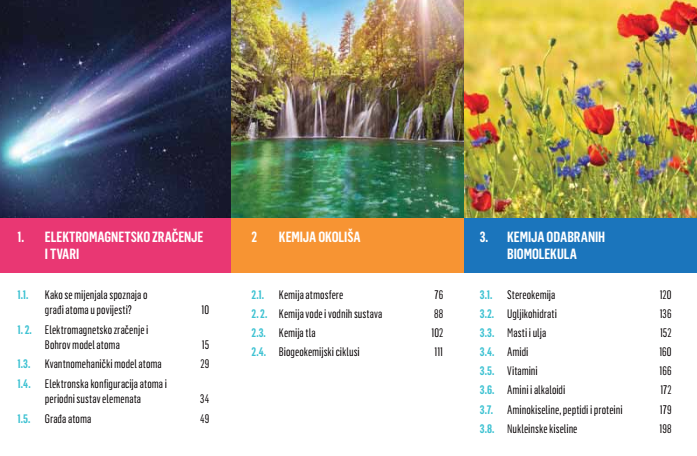 1. ELEKTROMAGNETSKO ZRAČENJE
I TVARI
1.1. Kako se mijenjala spoznaja o
građi atoma u povijesti? 10
1. 2. Elektromagnetsko zračenje i
Bohrov model atoma 15
1.3. Kvantnomehanički model atoma 29
1.4. Elektronska konfiguracija atoma i
periodni sustav elemenata 34
1.5. Građa atoma 49
2 KEMIJA OKOLIŠA
2.1. Kemija atmosfere 76
2. 2. Kemija vode i vodnih sustava 88
2.3. Kemija tla 102
2.4. Biogeokemijski ciklusi 111
3. KEMIJA ODABRANIH
BIOMOLEKULA
3.1. Stereokemija 120
3.2. Ugljikohidrati 136
3.3. Masti i ulja 152
3.4. Amidi 160
3.5. Vitamini 166
3.6. Amini i alkaloidi 172
3.7. Aminokiseline, peptidi i proteini 179
3.8. Nukleinske kiseline 198